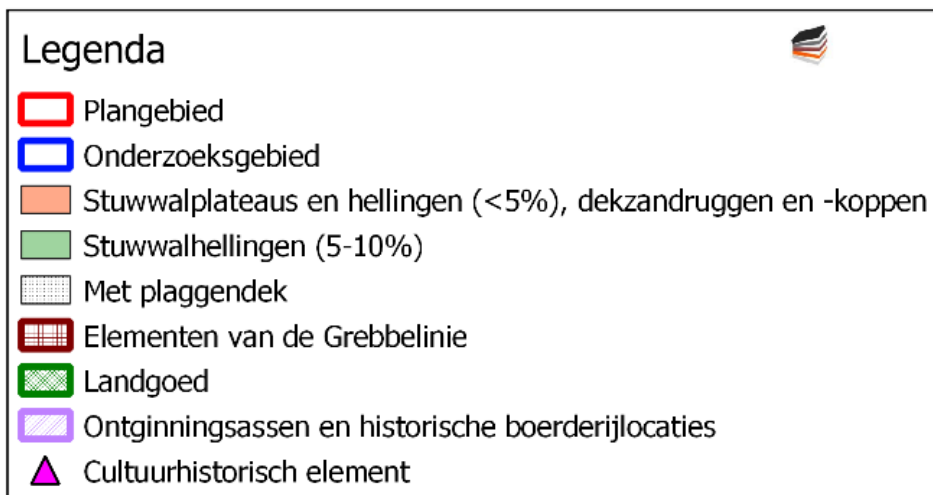 Legenda
Plangebied
Onderzoeksgebied
Stuwwalplateaus en hellingen (<5%), dekzandruggen en -koppen
Stuwwalhellingen (5-10%)
Met plaggendek
Elementen van de Grebbelinie
Landgoed
Ontginningsassen en historische boerderijlocaties
Cultuurhistorisch element